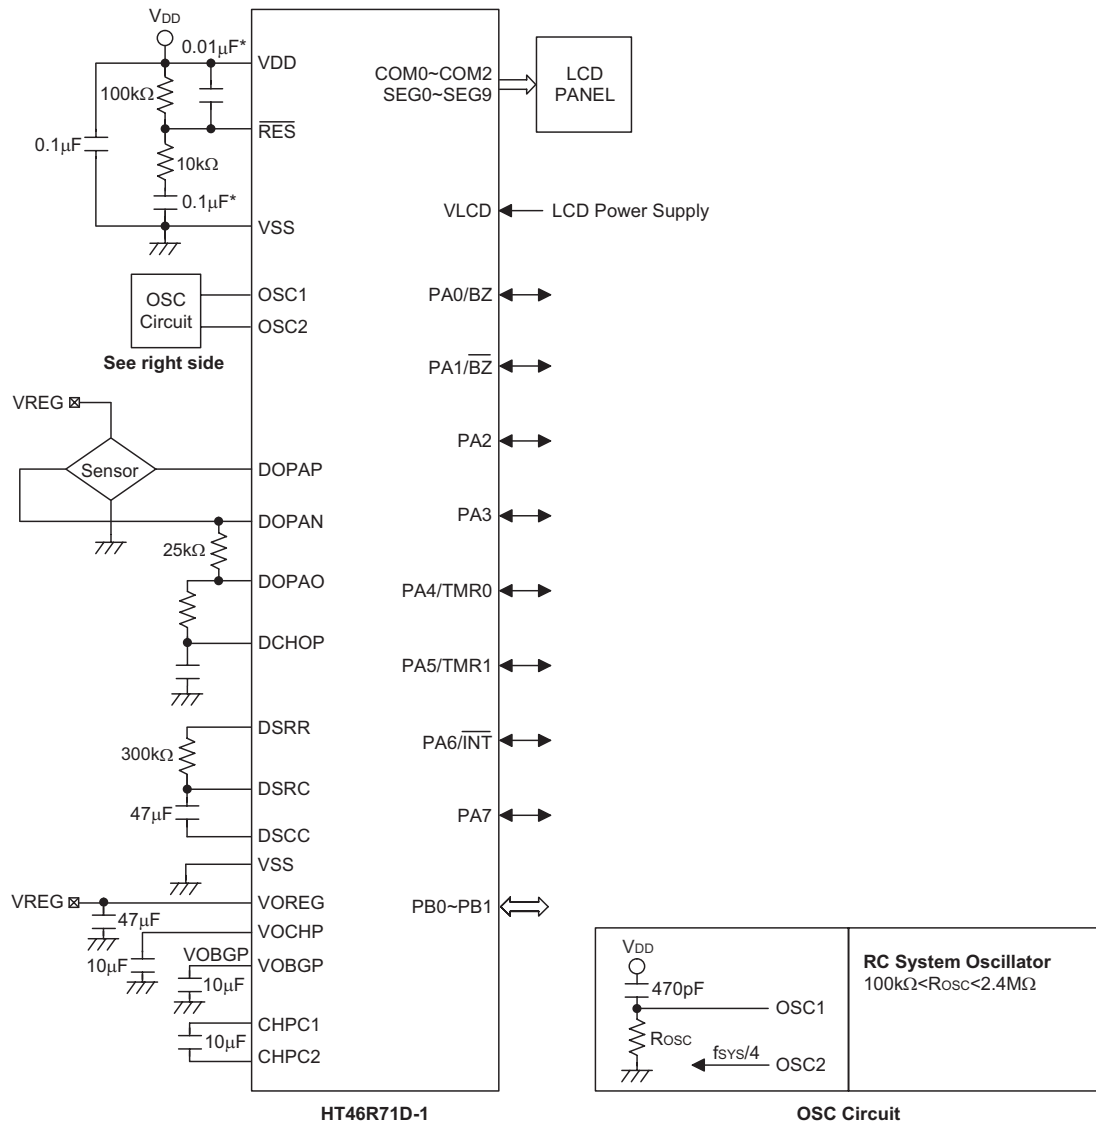 VDD
0.01µF*
VDD
100kΩ
RES
0.1µF
10kΩ
0.1µF*
VSS
OSC
Circuit
OSC1
OSC2
See right side
VREG
Sensor
DOPAP
DOPAN
25kΩ
DOPAO
DCHOP
DSRR
300kΩ
DSRC
47µF
DSCC
VSS
VREG
VOREG
47µF
VOCHP
10µF
VOBGP
VOBGP
10µF
CHPC1
10µF
CHPC2
COM0~COM2
SEG0~SEG9
LCD
PANEL
VLCD
LCD Power Supply
PA0/BZ
PA1/BZ
PA2
PA3
PA4/TMR0
PA5/TMR1
PA6/INT
PA7
PB0~PB1
HT46R71D-1
VDD
470pF
OSC1
ROSC
fSYS/4
OSC2
RC System Oscillator
100kΩ<ROSC<2.4MΩ
OSC Circuit